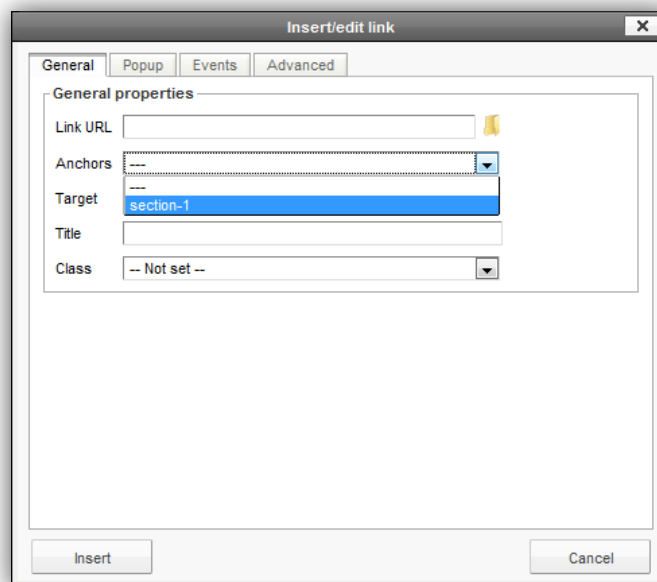 Insert/edit link
General Popup Events Advanced
General properties
Link URL
Anchors ---
---
Target
section-1
Title
Class -- Not set --
Insert Cancel